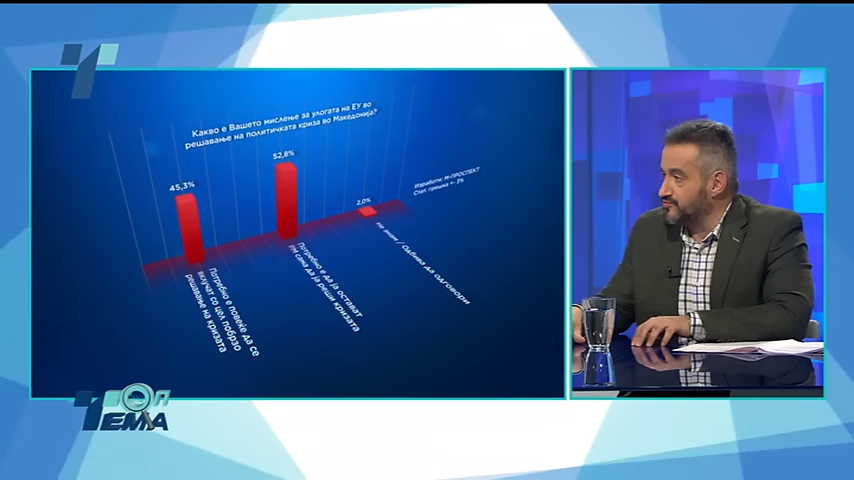 Какво е Вашето мислење за улогата на ЕУ во
решавање на политичката криза во Македонија?
45,3%
52,8%
2,0%
Изработи: М-ПРОСПЕКТ
Стат. грешка +- 3%
Потребно е повеќе да се
вклучат со цел побрзо
решавање на кризата
Потребно е да ја остават
РМ сама да ја реши кризата
Не знам / Одбива да одговори
1
ТОП
ТЕМА